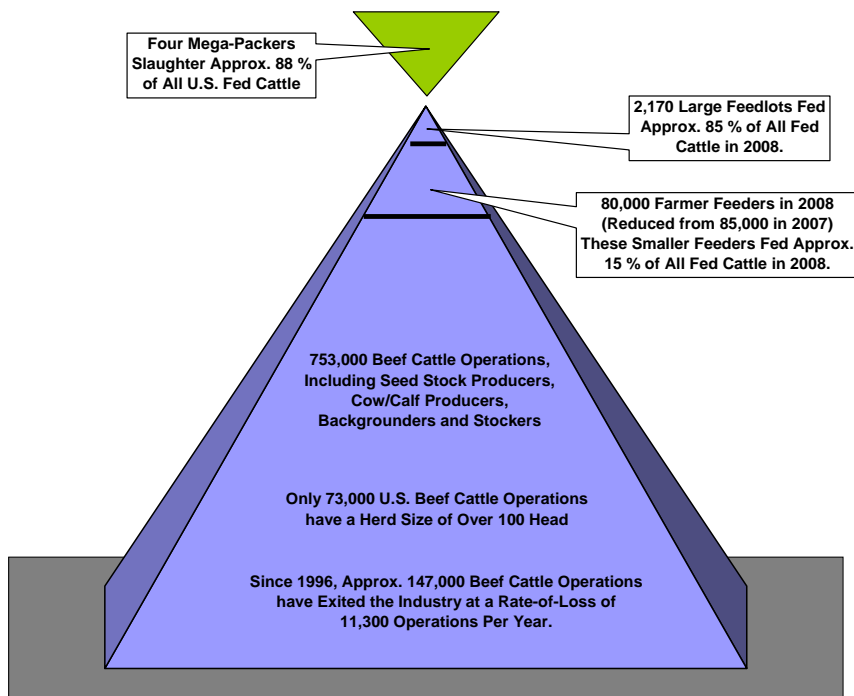 Four Mega-Packers
Slaughter Approx. 88 %
of All U.S. Fed Cattle
2,170 Large Feedlots Fed
Approx. 85 % of All Fed
Cattle in 2008.
80,000 Farmer Feeders in 2008
(Reduced from 85,000 in 2007)
These Smaller Feeders Fed Approx.
15 % of All Fed Cattle in 2008.
753,000 Beef Cattle Operations,
Including Seed Stock Producers,
Cow/Calf Producers,
Backgrounders and Stockers
Only 73,000 U.S. Beef Cattle Operations
have a Herd Size of Over 100 Head
Since 1996, Approx. 147,000 Beef Cattle Operations
have Exited the Industry at a Rate-of-Loss of
11,300 Operations Per Year.